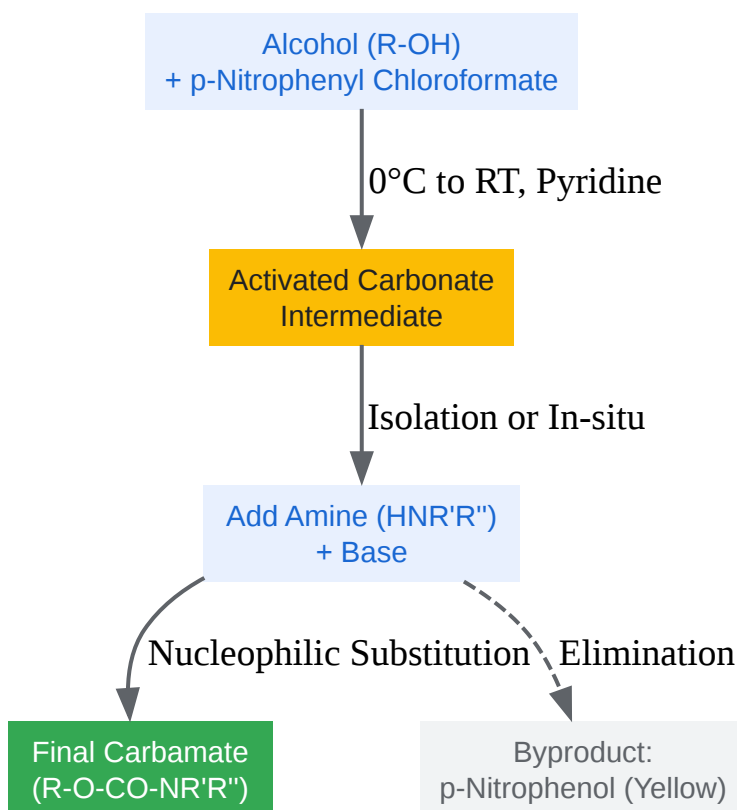 Alcohol (R-OH)
+ p-Nitrophenyl Chloroformate
0°C to RT, Pyridine
Activated Carbonate
Intermediate
Isolation or In-situ
Add Amine (HNR'R'')
+ Base
Nucleophilic Substitution
Elimination
Final Carbamate
(R-O-CO-NR'R'')
Byproduct:
p-Nitrophenol (Yellow)